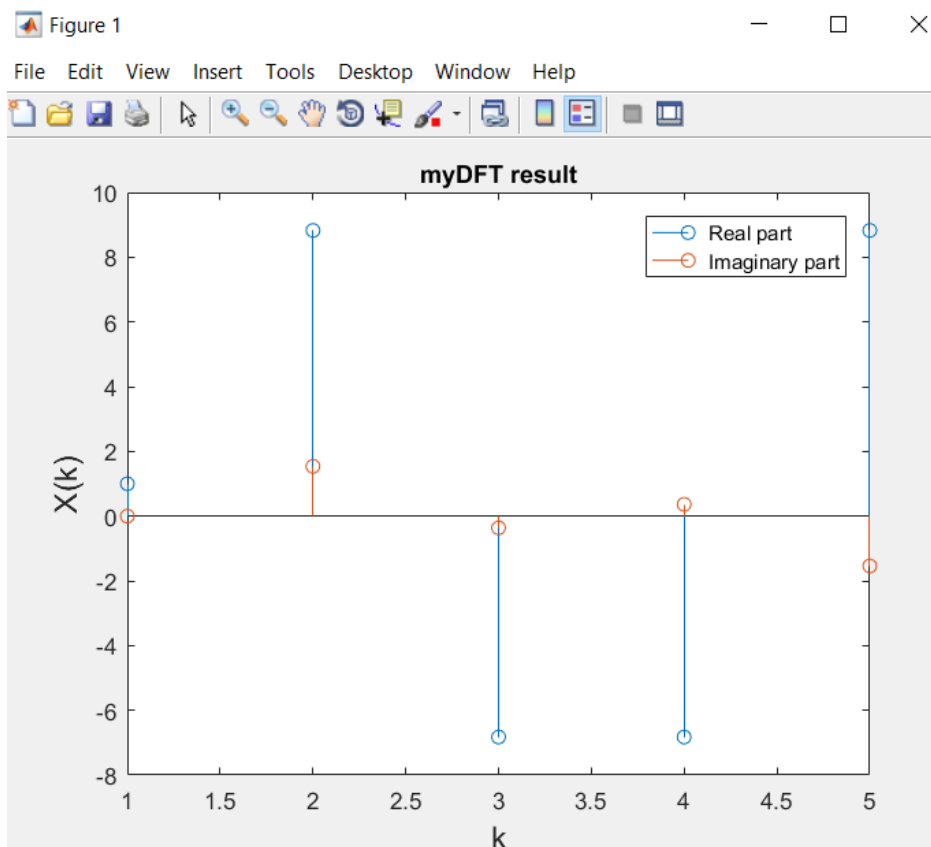 Figure 1
File Edit View Insert Tools Desktop Window Help
myDFT result
10
8
6
4
2
0
-2
-4
-6
-8
X(k)
Real part
Imaginary part
1 1.5 2 2.5 3 3.5 4 4.5 5
k